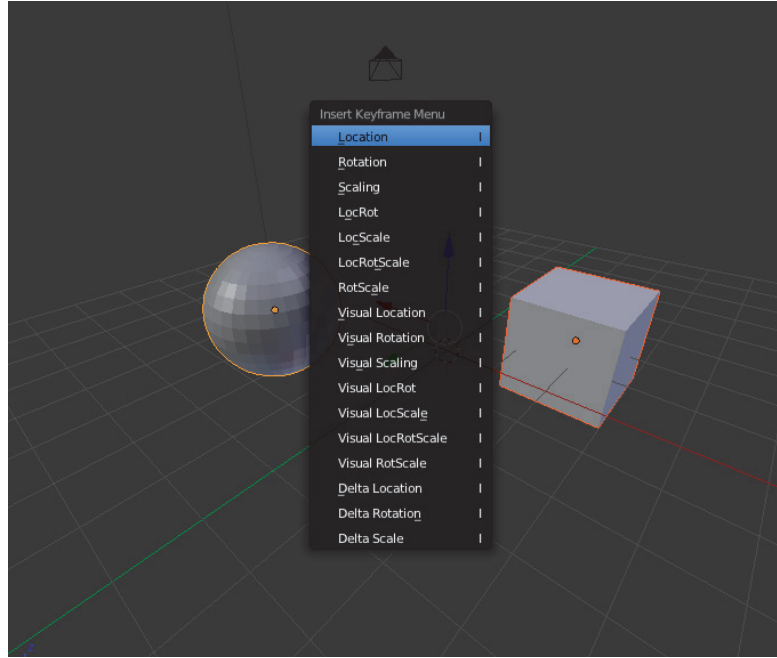 Insert Keyframe Menu
Location I
Rotation I
Scaling I
LocRot I
LocScale I
LocRotScale I
RotScale I
Visual Location I
Visual Rotation I
Visual Scaling I
Visual LocRot I
Visual LocScale I
Visual LocRotScale I
Visual RotScale I
Delta Location I
Delta Rotation I
Delta Scale I